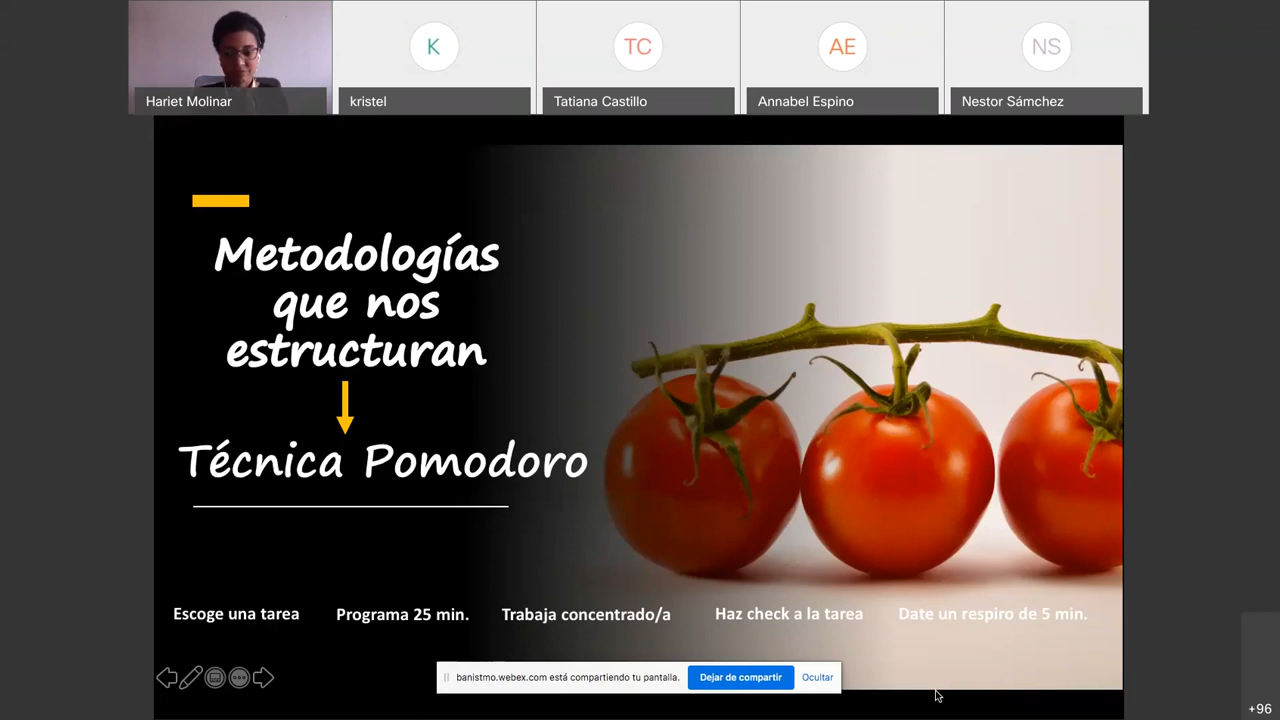 K
TC
AE
NS
Hariet Molinar
kristel
Tatiana Castillo
Annabel Espino
Nestor Sámchez
Metodologías
que nos
estructuran
Técnica Pomodoro
Escoge una tarea
Programa 25 min.
Trabaja concentrado/a
Haz check a la tarea
Date un respiro de 5 min.
banistmo.webex.com está compartiendo tu pantalla.
Dejar de compartir
Ocultar
+96